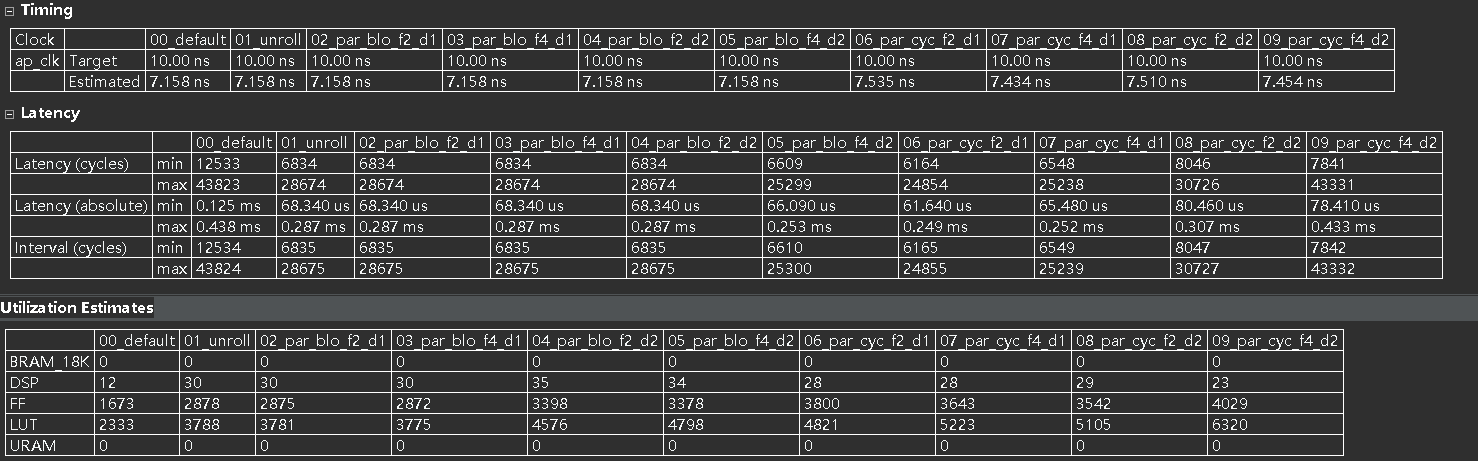 Timing
Clock 00_default 01_unroll 02_par_blo_f2_d1 03_par_blo_f4_d1 04_par_blo_f2_d2 05_par_blo_f4_d2 06_par_cyc_f2_d1 07_par_cyc_f4_d1 08_par_cyc_f2_d2 09_par_cyc_f4_d2
ap_clk Target 10.00 ns 10.00 ns 10.00 ns 10.00 ns 10.00 ns 10.00 ns 10.00 ns 10.00 ns 10.00 ns 10.00 ns
Estimated 7.158 ns 7.158 ns 7.158 ns 7.158 ns 7.158 ns 7.158 ns 7.535 ns 7.434 ns 7.510 ns 7.454 ns
Latency
00_default 01_unroll 02_par_blo_f2_d1 03_par_blo_f4_d1 04_par_blo_f2_d2 05_par_blo_f4_d2 06_par_cyc_f2_d1 07_par_cyc_f4_d1 08_par_cyc_f2_d2 09_par_cyc_f4_d2
Latency (cycles) min 12533 6834 6834 6834 6834 6609 6164 6548 8046 7841
max 43823 28674 28674 28674 28674 25299 24854 25238 30726 43331
Latency (absolute) min 0.125 ms 68.340 us 68.340 us 68.340 us 68.340 us 66.090 us 61.640 us 65.480 us 80.460 us 78.410 us
max 0.438 ms 0.287 ms 0.287 ms 0.287 ms 0.287 ms 0.253 ms 0.249 ms 0.252 ms 0.307 ms 0.433 ms
Interval (cycles) min 12534 6835 6835 6835 6835 6610 6165 6549 8047 7842
max 43824 28675 28675 28675 28675 25300 24855 25239 30727 43332
Utilization Estimates
00_default 01_unroll 02_par_blo_f2_d1 03_par_blo_f4_d1 04_par_blo_f2_d2 05_par_blo_f4_d2 06_par_cyc_f2_d1 07_par_cyc_f4_d1 08_par_cyc_f2_d2 09_par_cyc_f4_d2
BRAM_18K 0 0 0 0 0 0 0 0 0 0
DSP 12 30 30 30 35 34 28 28 29 23
FF 1673 2878 2875 2872 3398 3378 3800 3643 3542 4029
LUT 2333 3788 3781 3775 4576 4798 4821 5223 5105 6320
URAM 0 0 0 0 0 0 0 0 0 0